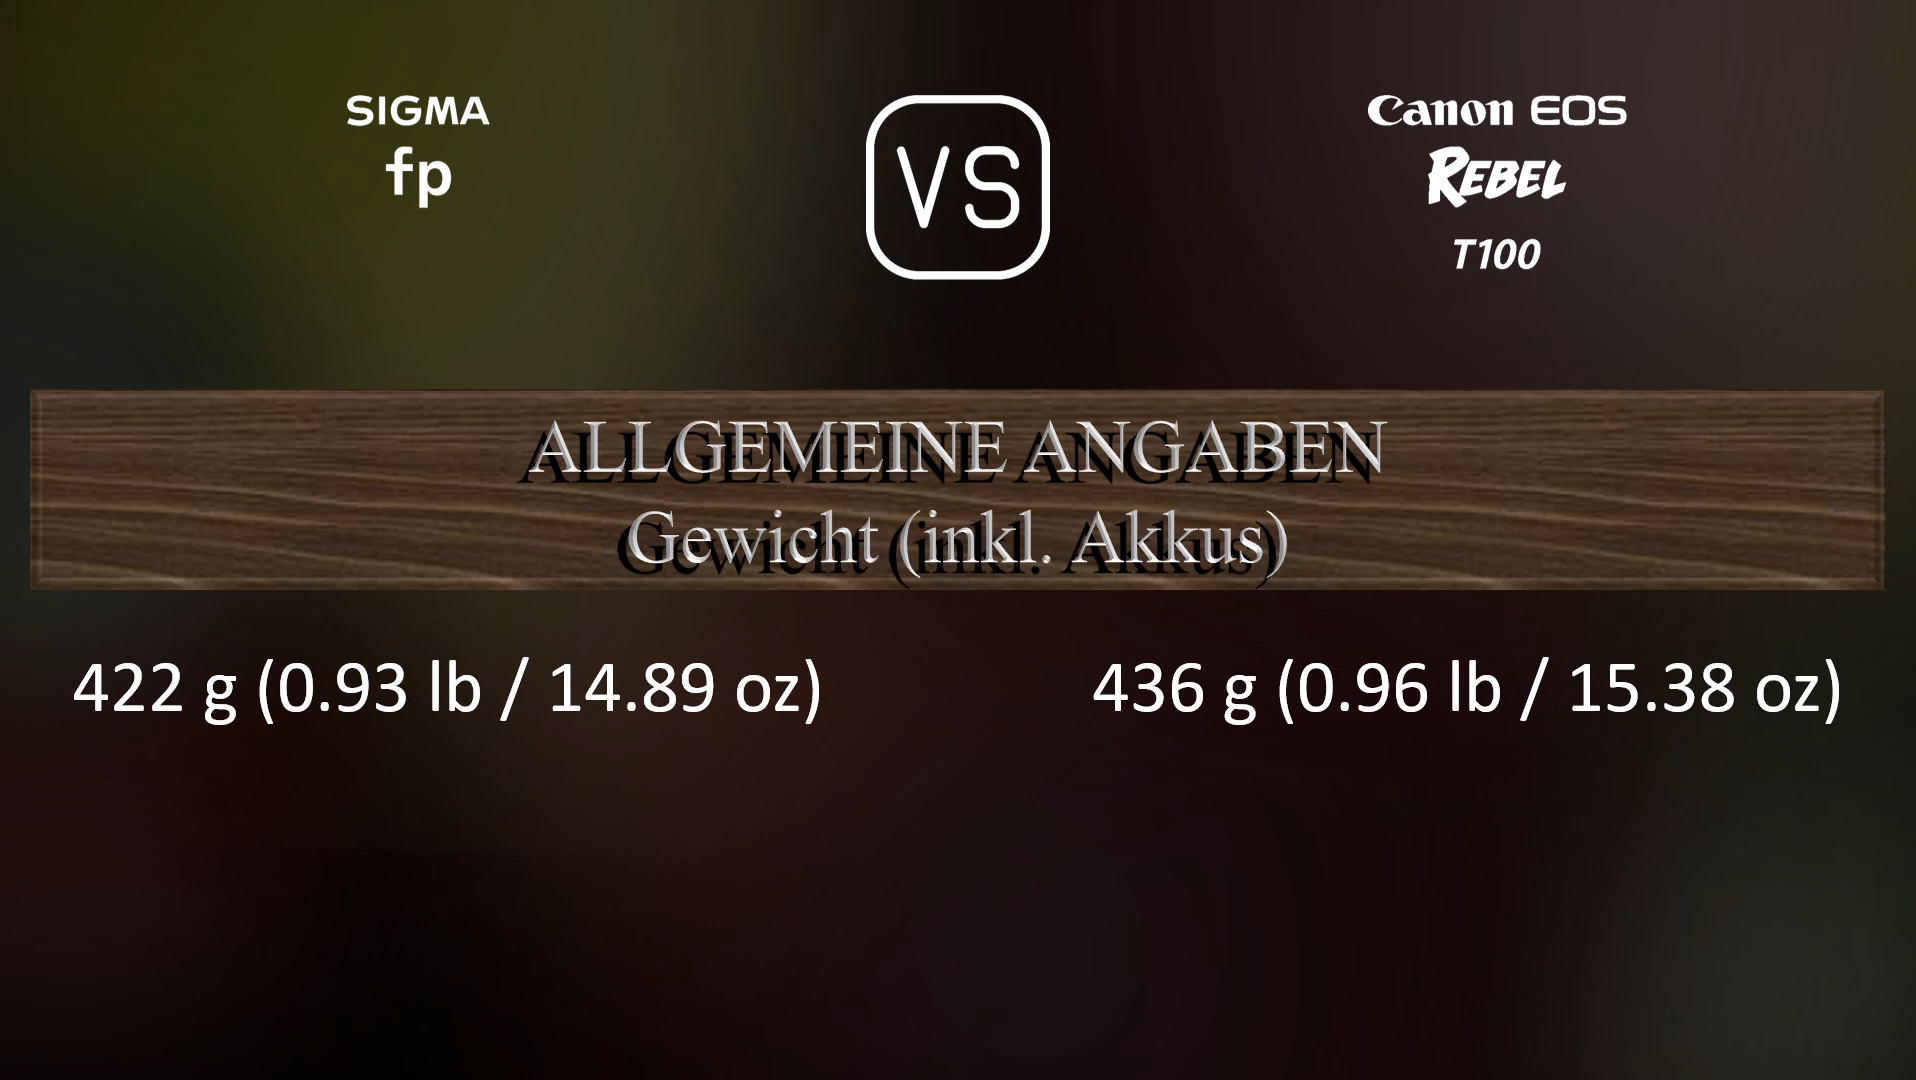 SIGMA
fp
VS
Canon EOS
REBEL
T100
ALLGEMEINE ANGABEN
Gewicht (inkl. Akkus)
422 g (0.93 lb / 14.89 oz)
436 g (0.96 lb / 15.38 oz)